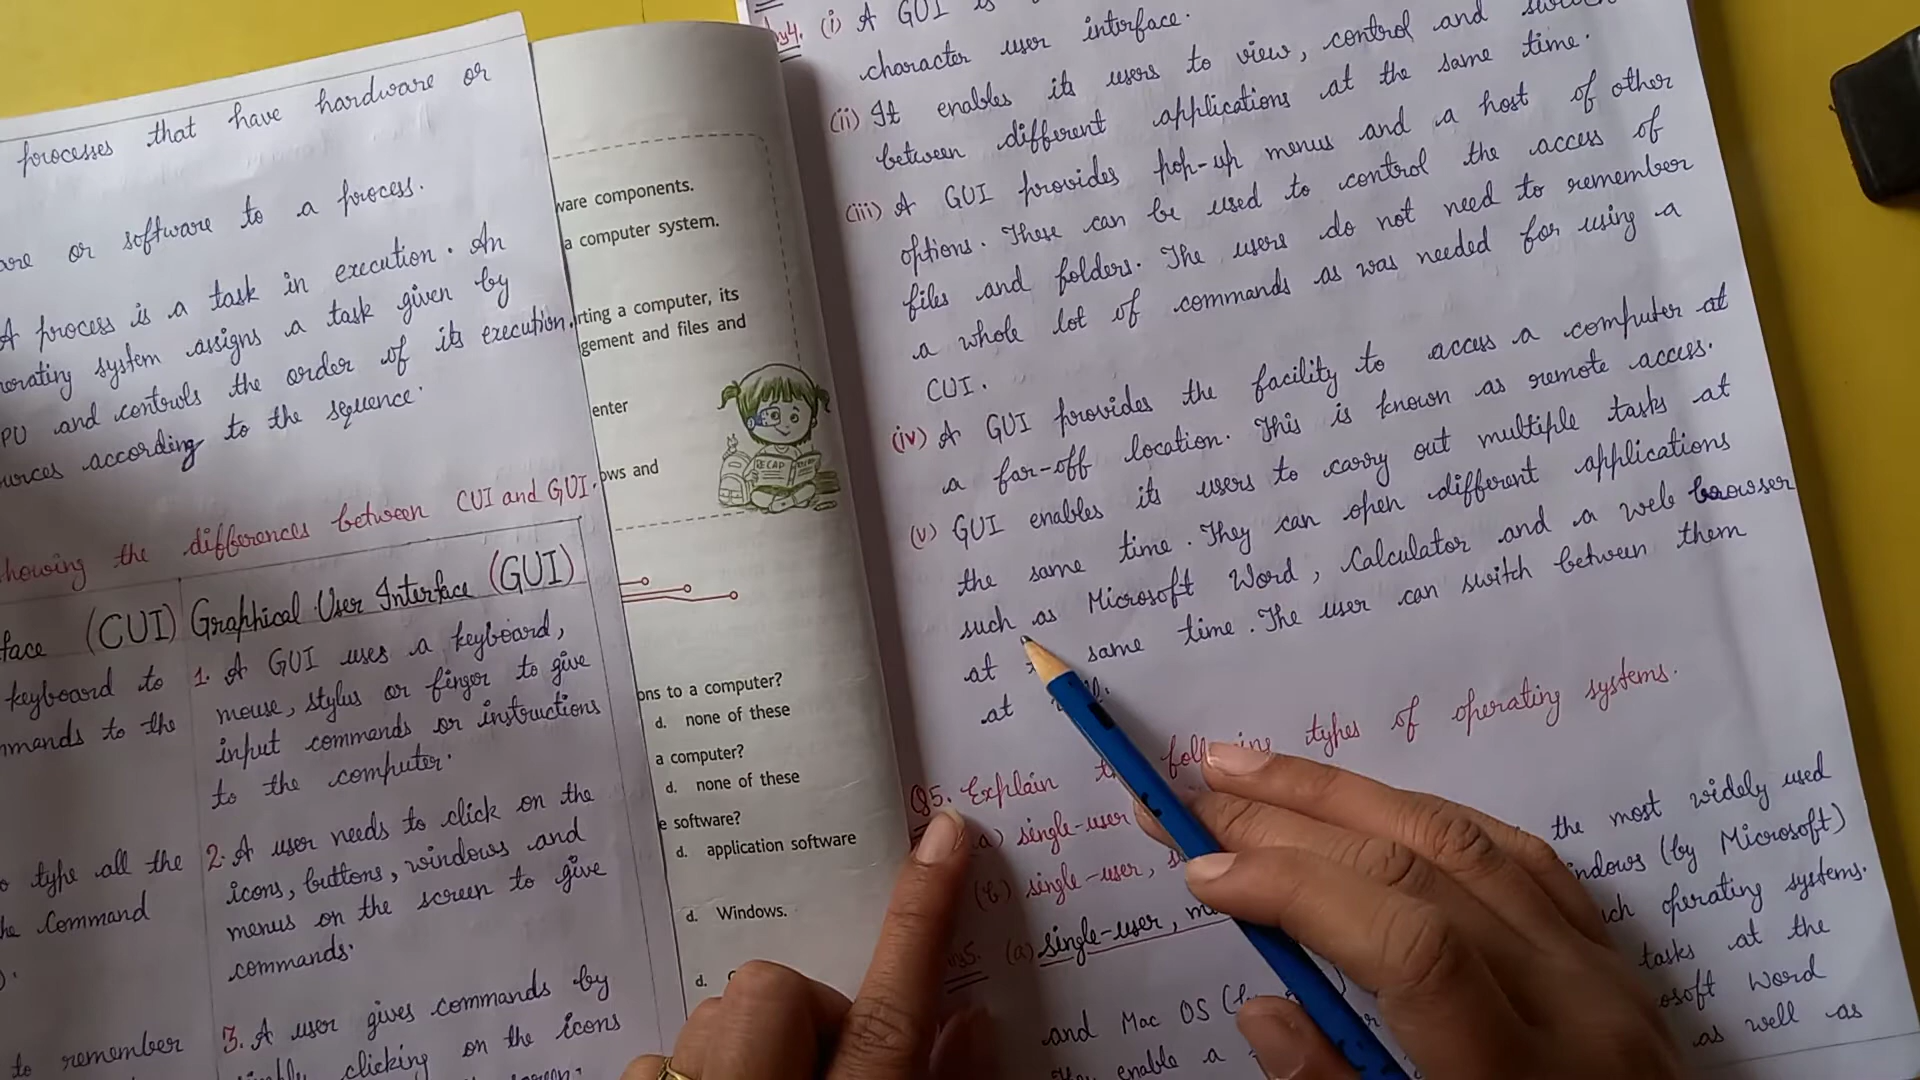 processes that have hardware or
or software to a process.
A process is a task in execution. An
system assigns a task given by
and controls the order of its execution.
according to the sequence.
the differences between CUI and GUI.
(CUI)
Graphical User Interface (GUI)
keyboard to
to the
type all the
Command
to remember
1. A GUI uses a keyboard,
mouse, stylus or finger to give
input commands or instructions
to the computer.
2. A user needs to click on the
icons, buttons, windows and
menus on the screen to give
commands.
3. A user gives commands by
clicking on the icons
components.
a computer system.
a computer, its
and files and
enter
and
RECAP
to a computer?
d. none of these
a computer?
d. none of these
software?
d. application software
d. Windows.
d.
(i) A GUI is
character user interface.
(ii) It enables its users to view, control and
between different applications at the same time.
(iii) A GUI provides pop-up menus and a host of other
options. These can be used to control the access of
files and folders. The users do not need to remember
a whole lot of commands as was needed for using a
CUI.
(iv) A GUI provides the facility to access a computer at
a far-off location. This is known as remote access.
(v) GUI enables its users to carry out multiple tasks at
the same time. They can open different applications
such as Microsoft Word, Calculator and a web browser
at same time. The user can switch between them
at
Q5. Explain following types of operating systems.
(a) single-user
(b) single-user,
(a) single-user,
the most widely used
(by Microsoft)
operating systems.
and Mac OS
tasks at the
enable a
Word
as well as